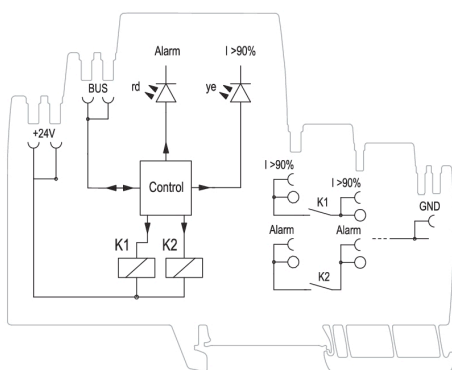 Alarm
I >90%
BUS
rd
ye
+24V
Control
I >90%
I >90%
K1
GND
Alarm
Alarm
K1
K2
K2